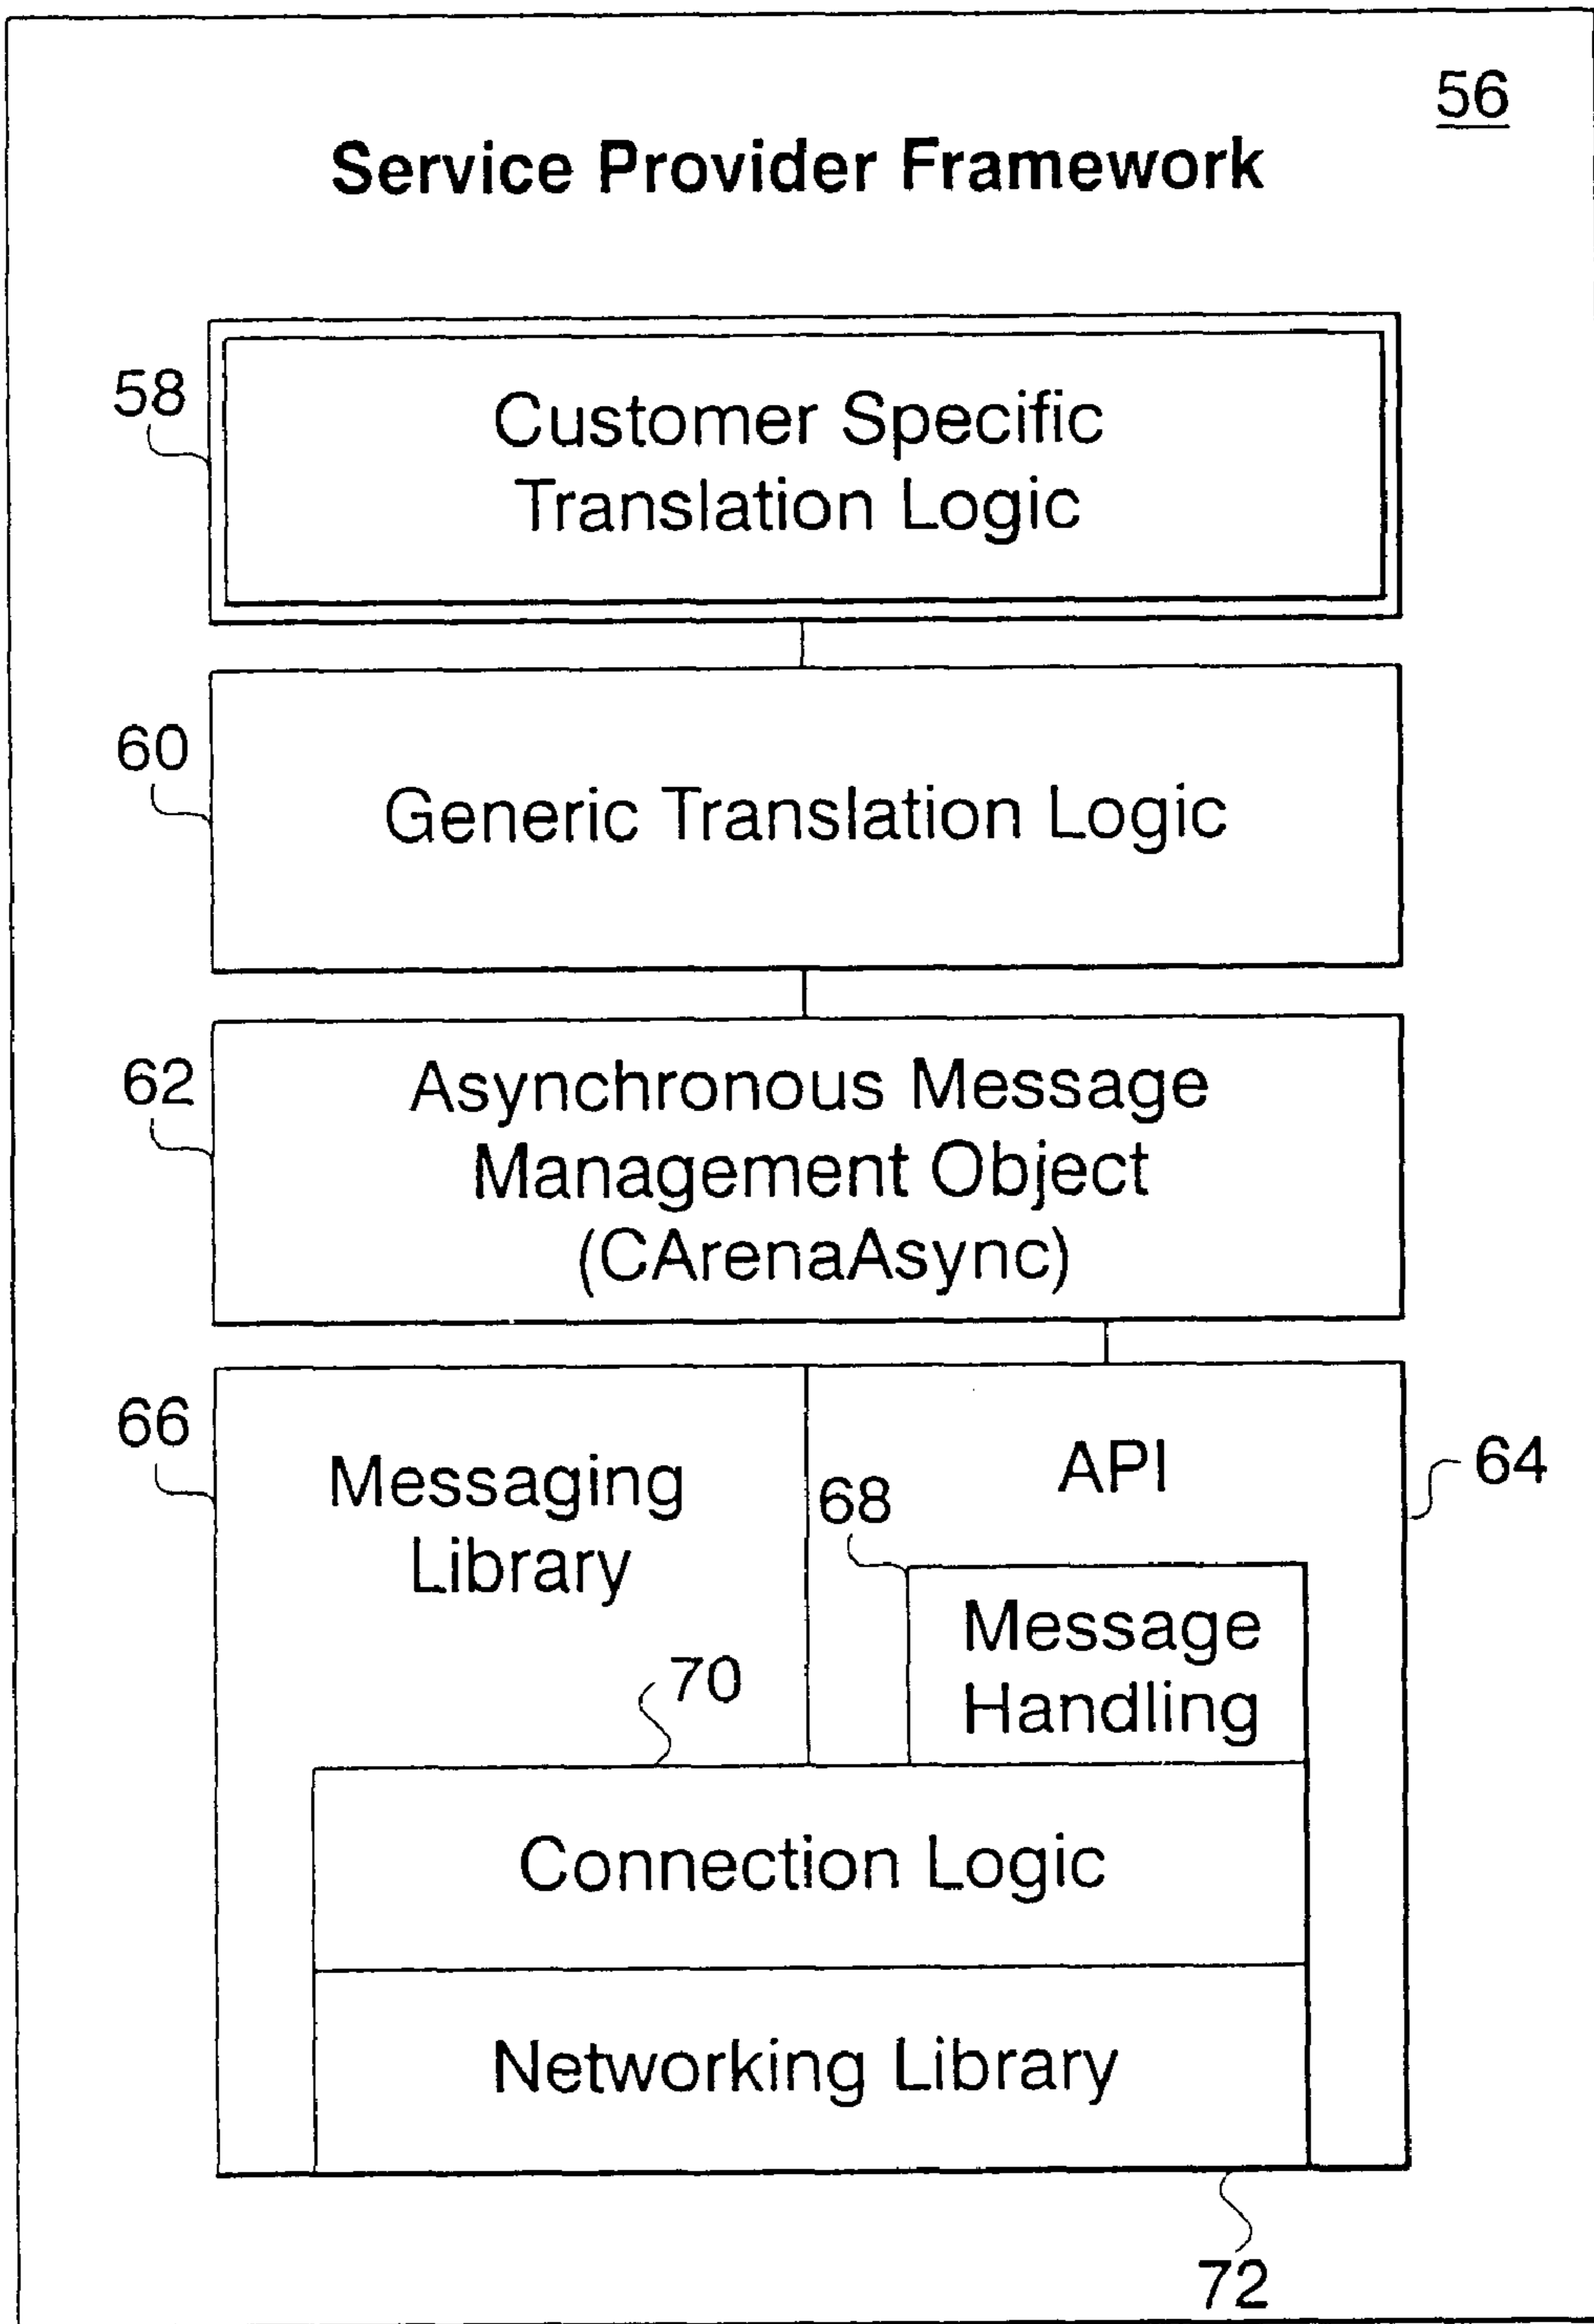 56
Service Provider Framework
58
Customer Specific
Translation Logic
60
Generic Translation Logic
62
Asynchronous Message
Management Object
(CArenaAsync)
66
Messaging
Library
API
64
68
Message
Handling
70
Connection Logic
Networking Library
72